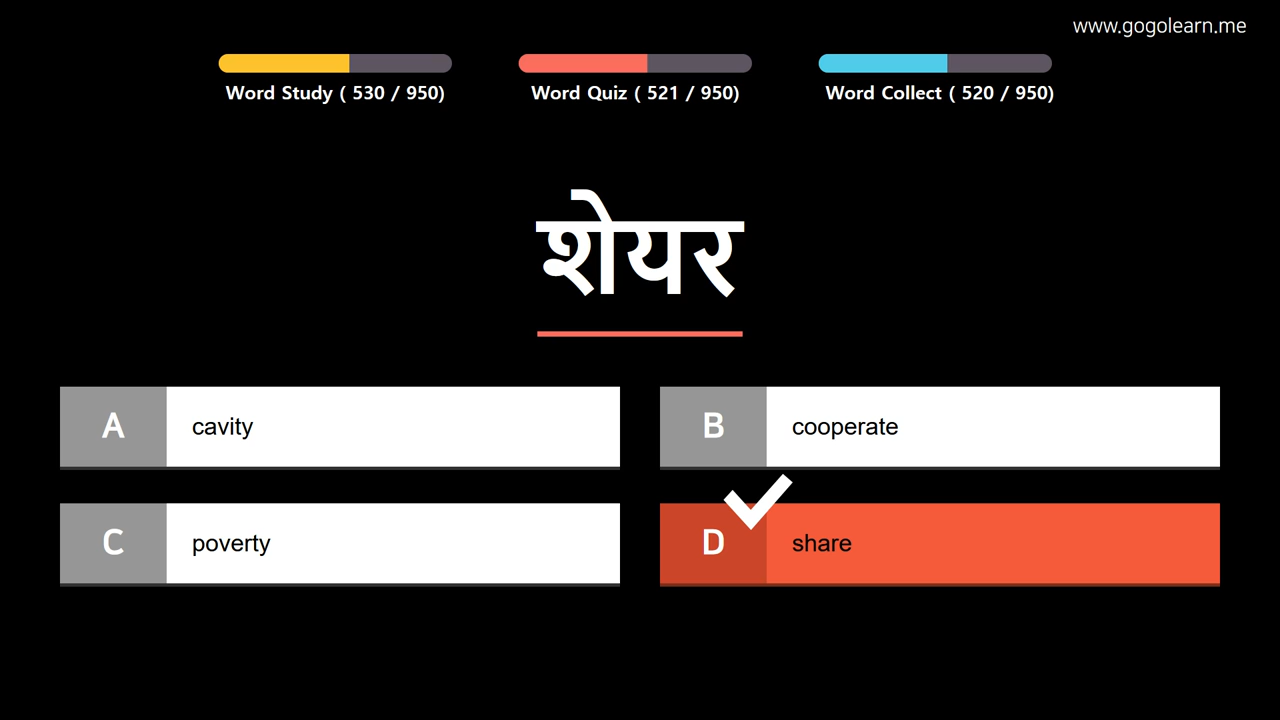 www.gogolearn.me
Word Study ( 530 / 950) Word Quiz ( 521 / 950) Word Collect ( 520 / 950)
शेयर
A cavity
B cooperate
C poverty
D share